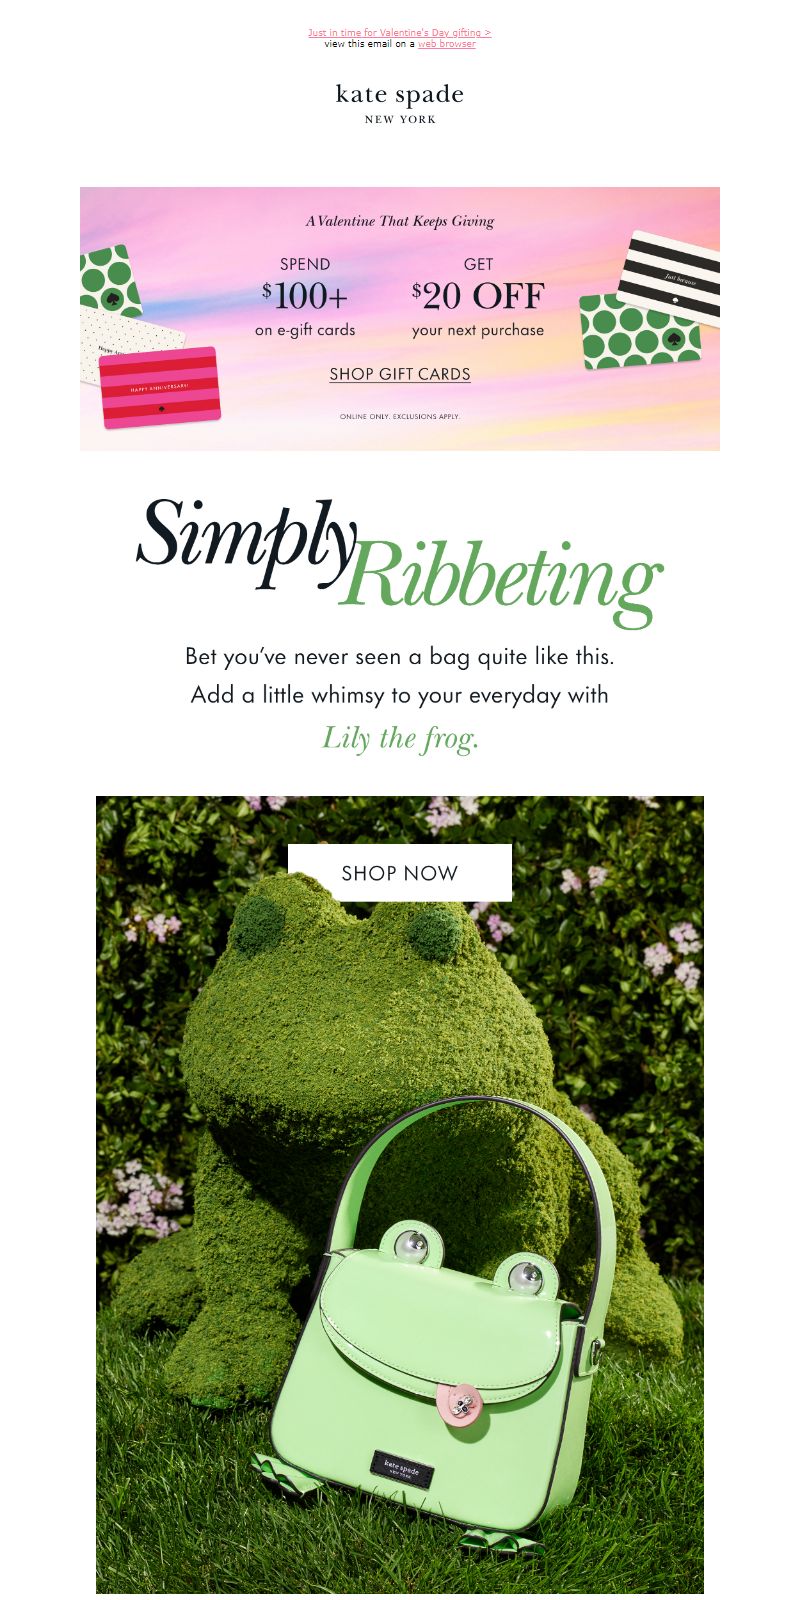 Just in time for Valentine's Day gifting >
view this email on a web browser
kate spade
NEW YORK
A Valentine That Keeps Giving
SPEND
$100+
on e-gift cards
GET
$20 OFF
your next purchase
SHOP GIFT CARDS
ONLINE ONLY. EXCLUSIONS APPLY.
Happy
HAPPY ANNIVERSARY!
Just because
Simply
Ribbeting
Bet you've never seen a bag quite like this.
Add a little whimsy to your everyday with
Lily the frog.
SHOP NOW
kate spade
NEW YORK